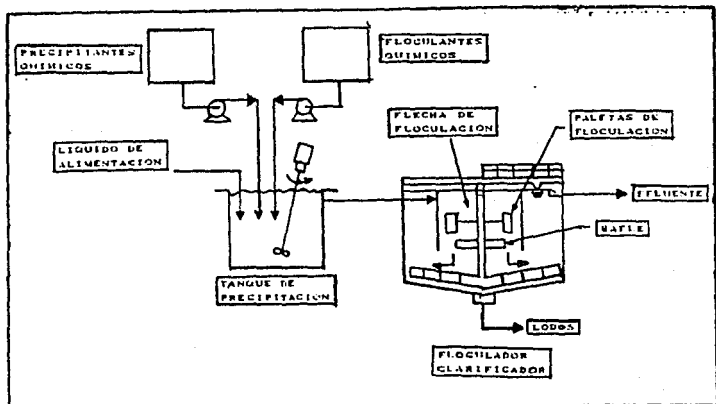 PRECIPITANTES
QUIMICOS
FLOCULANTES
QUIMICOS
LIQUIDO DE
ALIMENTACION
FLECHA DE
FLOCULACION
PALETAS DE
FLOCULACION
EFLUENTE
BAFLE
TANQUE DE
PRECIPITACION
LODOS
FLOCULADOR
CLARIFICADOR